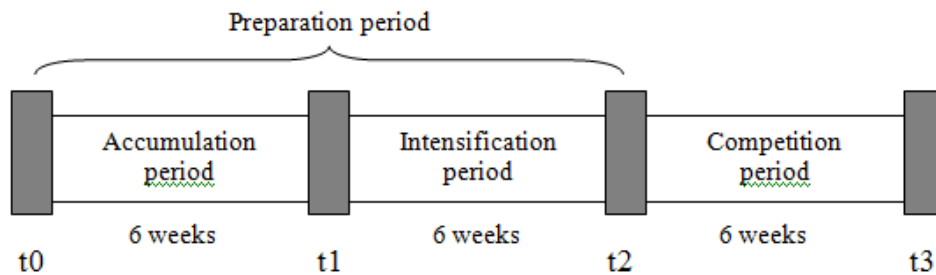 Preparation period
Accumulation
period
Intensification
period
Competition
period
6 weeks
6 weeks
6 weeks
t0
t1
t2
t3